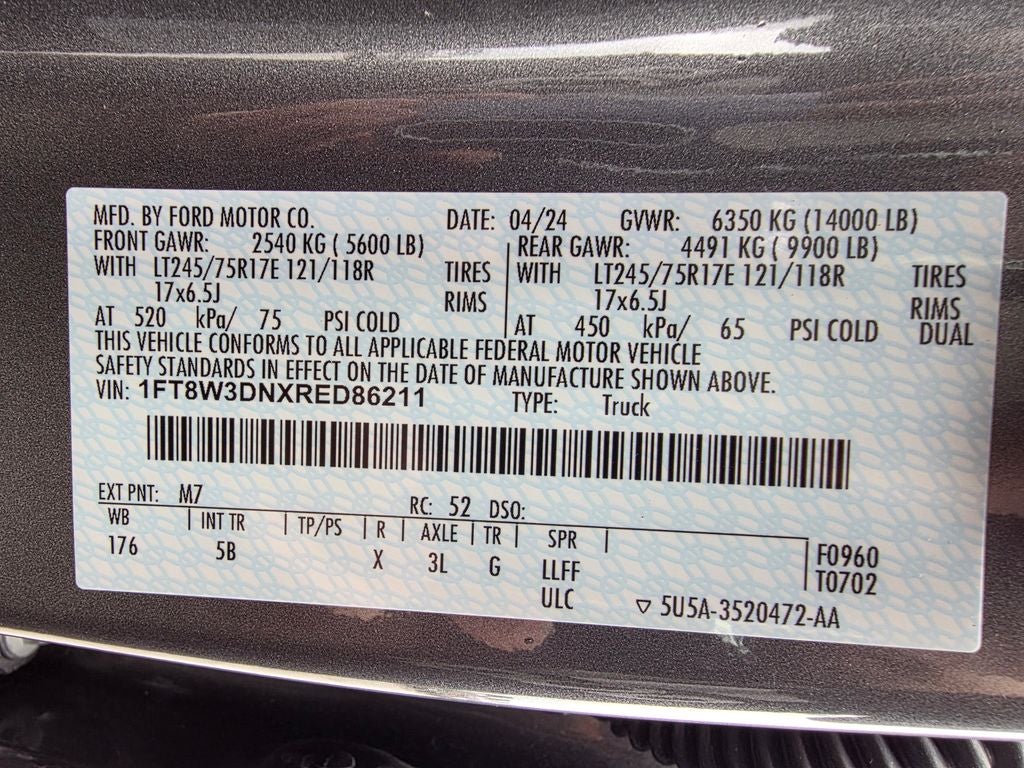 MFD. BY FORD MOTOR CO. DATE: 04/24 GVWR: 6350 KG (14000 LB)
FRONT GAWR: 2540 KG ( 5600 LB) REAR GAWR: 4491 KG ( 9900 LB)
WITH LT245/75R17E 121/118R TIRES WITH LT245/75R17E 121/118R TIRES
17x6.5J RIMS 17x6.5J RIMS
AT 520 kPa/ 75 PSI COLD AT 450 kPa/ 65 PSI COLD DUAL
THIS VEHICLE CONFORMS TO ALL APPLICABLE FEDERAL MOTOR VEHICLE
SAFETY STANDARDS IN EFFECT ON THE DATE OF MANUFACTURE SHOWN ABOVE.
VIN: 1FT8W3DNXRED86211 TYPE: Truck
EXT PNT: M7 RC: 52 DSO:
WB INT TR TP/PS R AXLE TR SPR
176 5B X 3L G LLFF F0960
ULC T0702
▽ 5U5A-3520472-AA